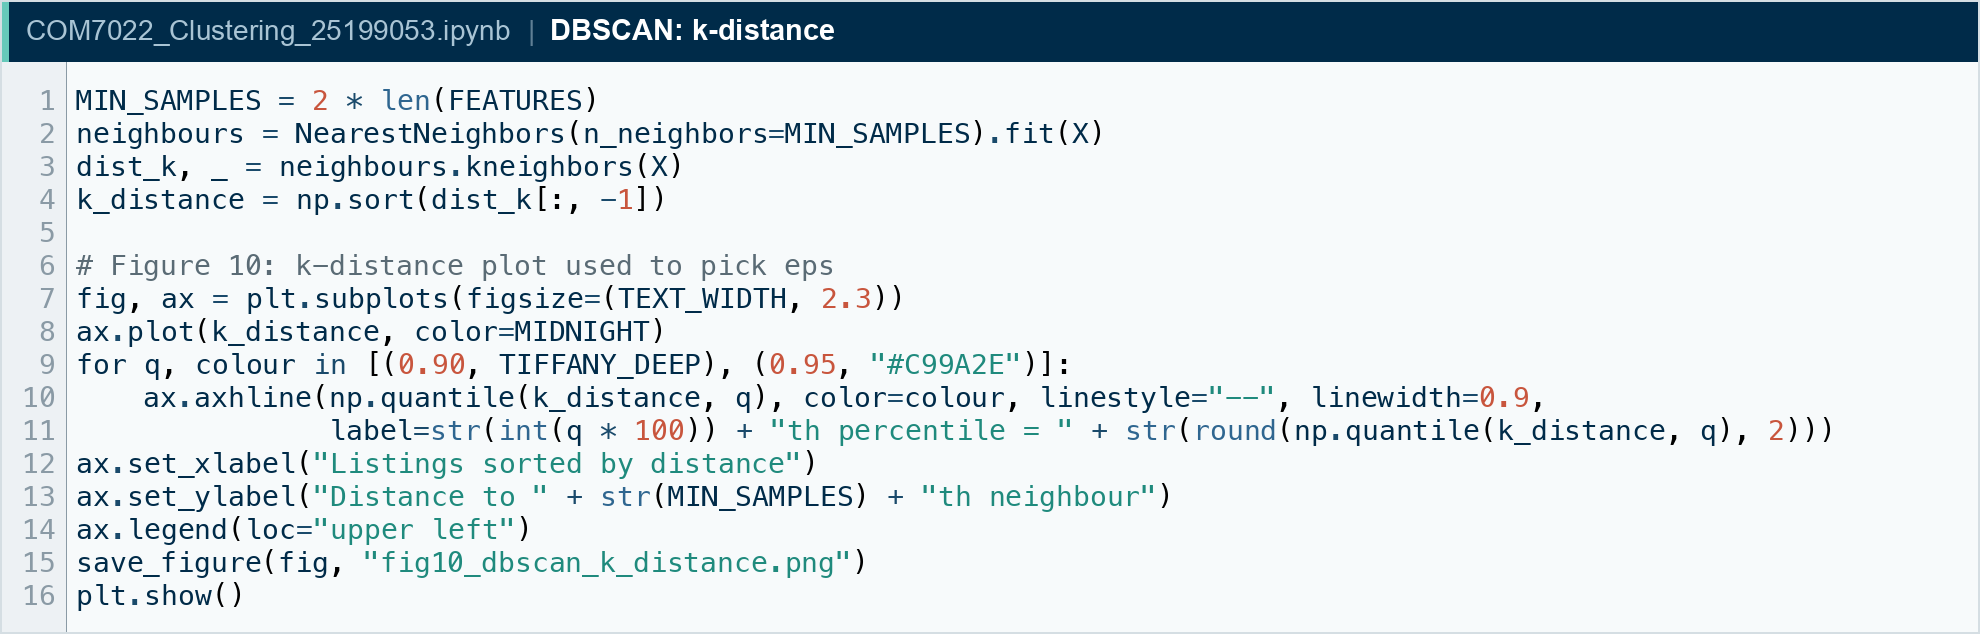 COM7022_Clustering_25199053.ipynb | DBSCAN: k-distance
1 MIN_SAMPLES = 2 * len(FEATURES)
2 neighbours = NearestNeighbors(n_neighbors=MIN_SAMPLES).fit(X)
3 dist_k, _ = neighbours.kneighbors(X)
4 k_distance = np.sort(dist_k[:, −1])
5
6 # Figure 10: k−distance plot used to pick eps
7 fig, ax = plt.subplots(figsize=(TEXT_WIDTH, 2.3))
8 ax.plot(k_distance, color=MIDNIGHT)
9 for q, colour in [(0.90, TIFFANY_DEEP), (0.95, "#C99A2E")]:
10     ax.axhline(np.quantile(k_distance, q), color=colour, linestyle="−−", linewidth=0.9,
11                label=str(int(q * 100)) + "th percentile = " + str(round(np.quantile(k_distance, q), 2)))
12 ax.set_xlabel("Listings sorted by distance")
13 ax.set_ylabel("Distance to " + str(MIN_SAMPLES) + "th neighbour")
14 ax.legend(loc="upper left")
15 save_figure(fig, "fig10_dbscan_k_distance.png")
16 plt.show()